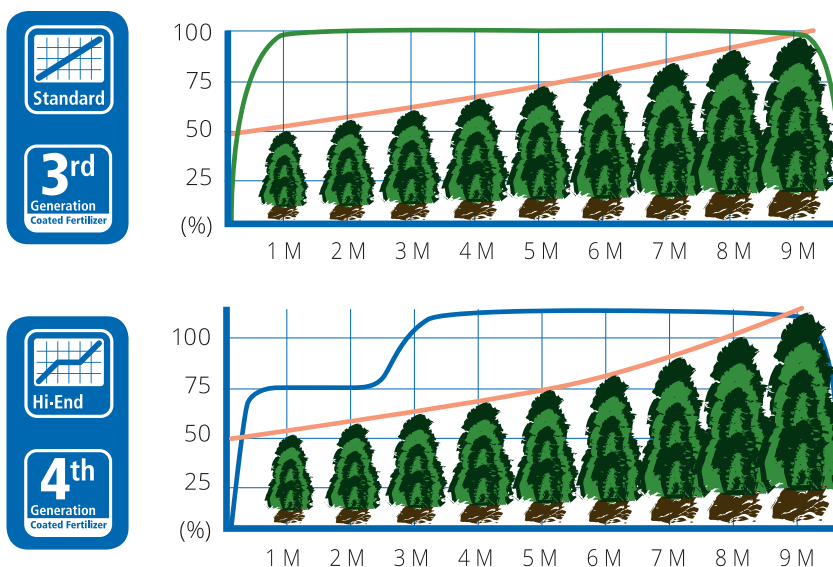 Standard
3rd
Generation
Coated Fertilizer
100
75
50
25
(%)
1 M 2 M 3 M 4 M 5 M 6 M 7 M 8 M 9 M
Hi-End
4th
Generation
Coated Fertilizer
100
75
50
25
(%)
1 M 2 M 3 M 4 M 5 M 6 M 7 M 8 M 9 M